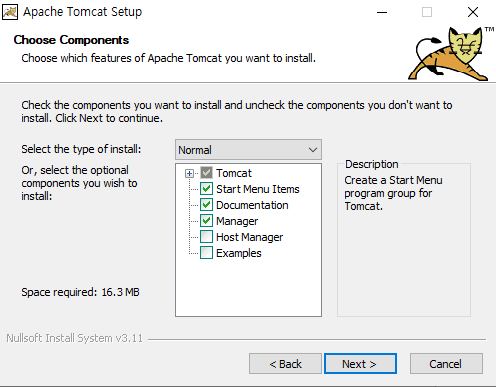 Apache Tomcat Setup
Choose Components
Choose which features of Apache Tomcat you want to install.
TM
Check the components you want to install and uncheck the components you don't want to
install. Click Next to continue.
Select the type of install:
Normal
Or, select the optional
components you wish to
install:
Tomcat
Start Menu Items
Documentation
Manager
Host Manager
Examples
Description
Create a Start Menu
program group for
Tomcat.
Space required: 16.3 MB
Nullsoft Install System v3.11
< Back
Next >
Cancel